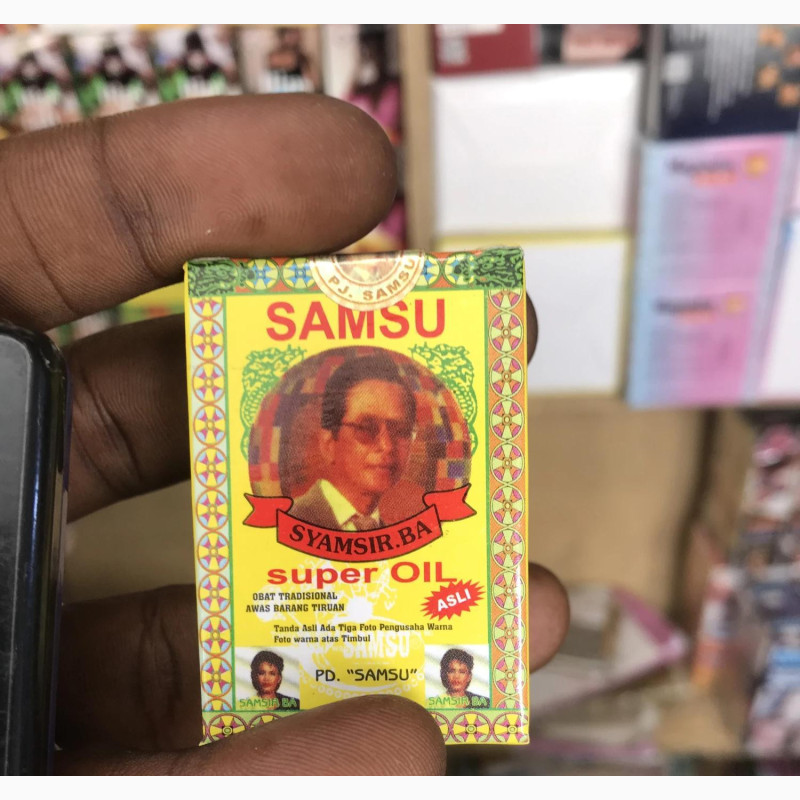 PJ. SAMSU
SAMSU
SYAMSIR.BA
super OIL
OBAT TRADISIONAL
AWAS BARANG TIRUAN
ASLI
Tanda Asli Ada Tiga Foto Pengusaha Warna
Foto warna atas Timbul
SAMSU
PD. "SAMSU"
SAMSIR BA
SAMSIR BA